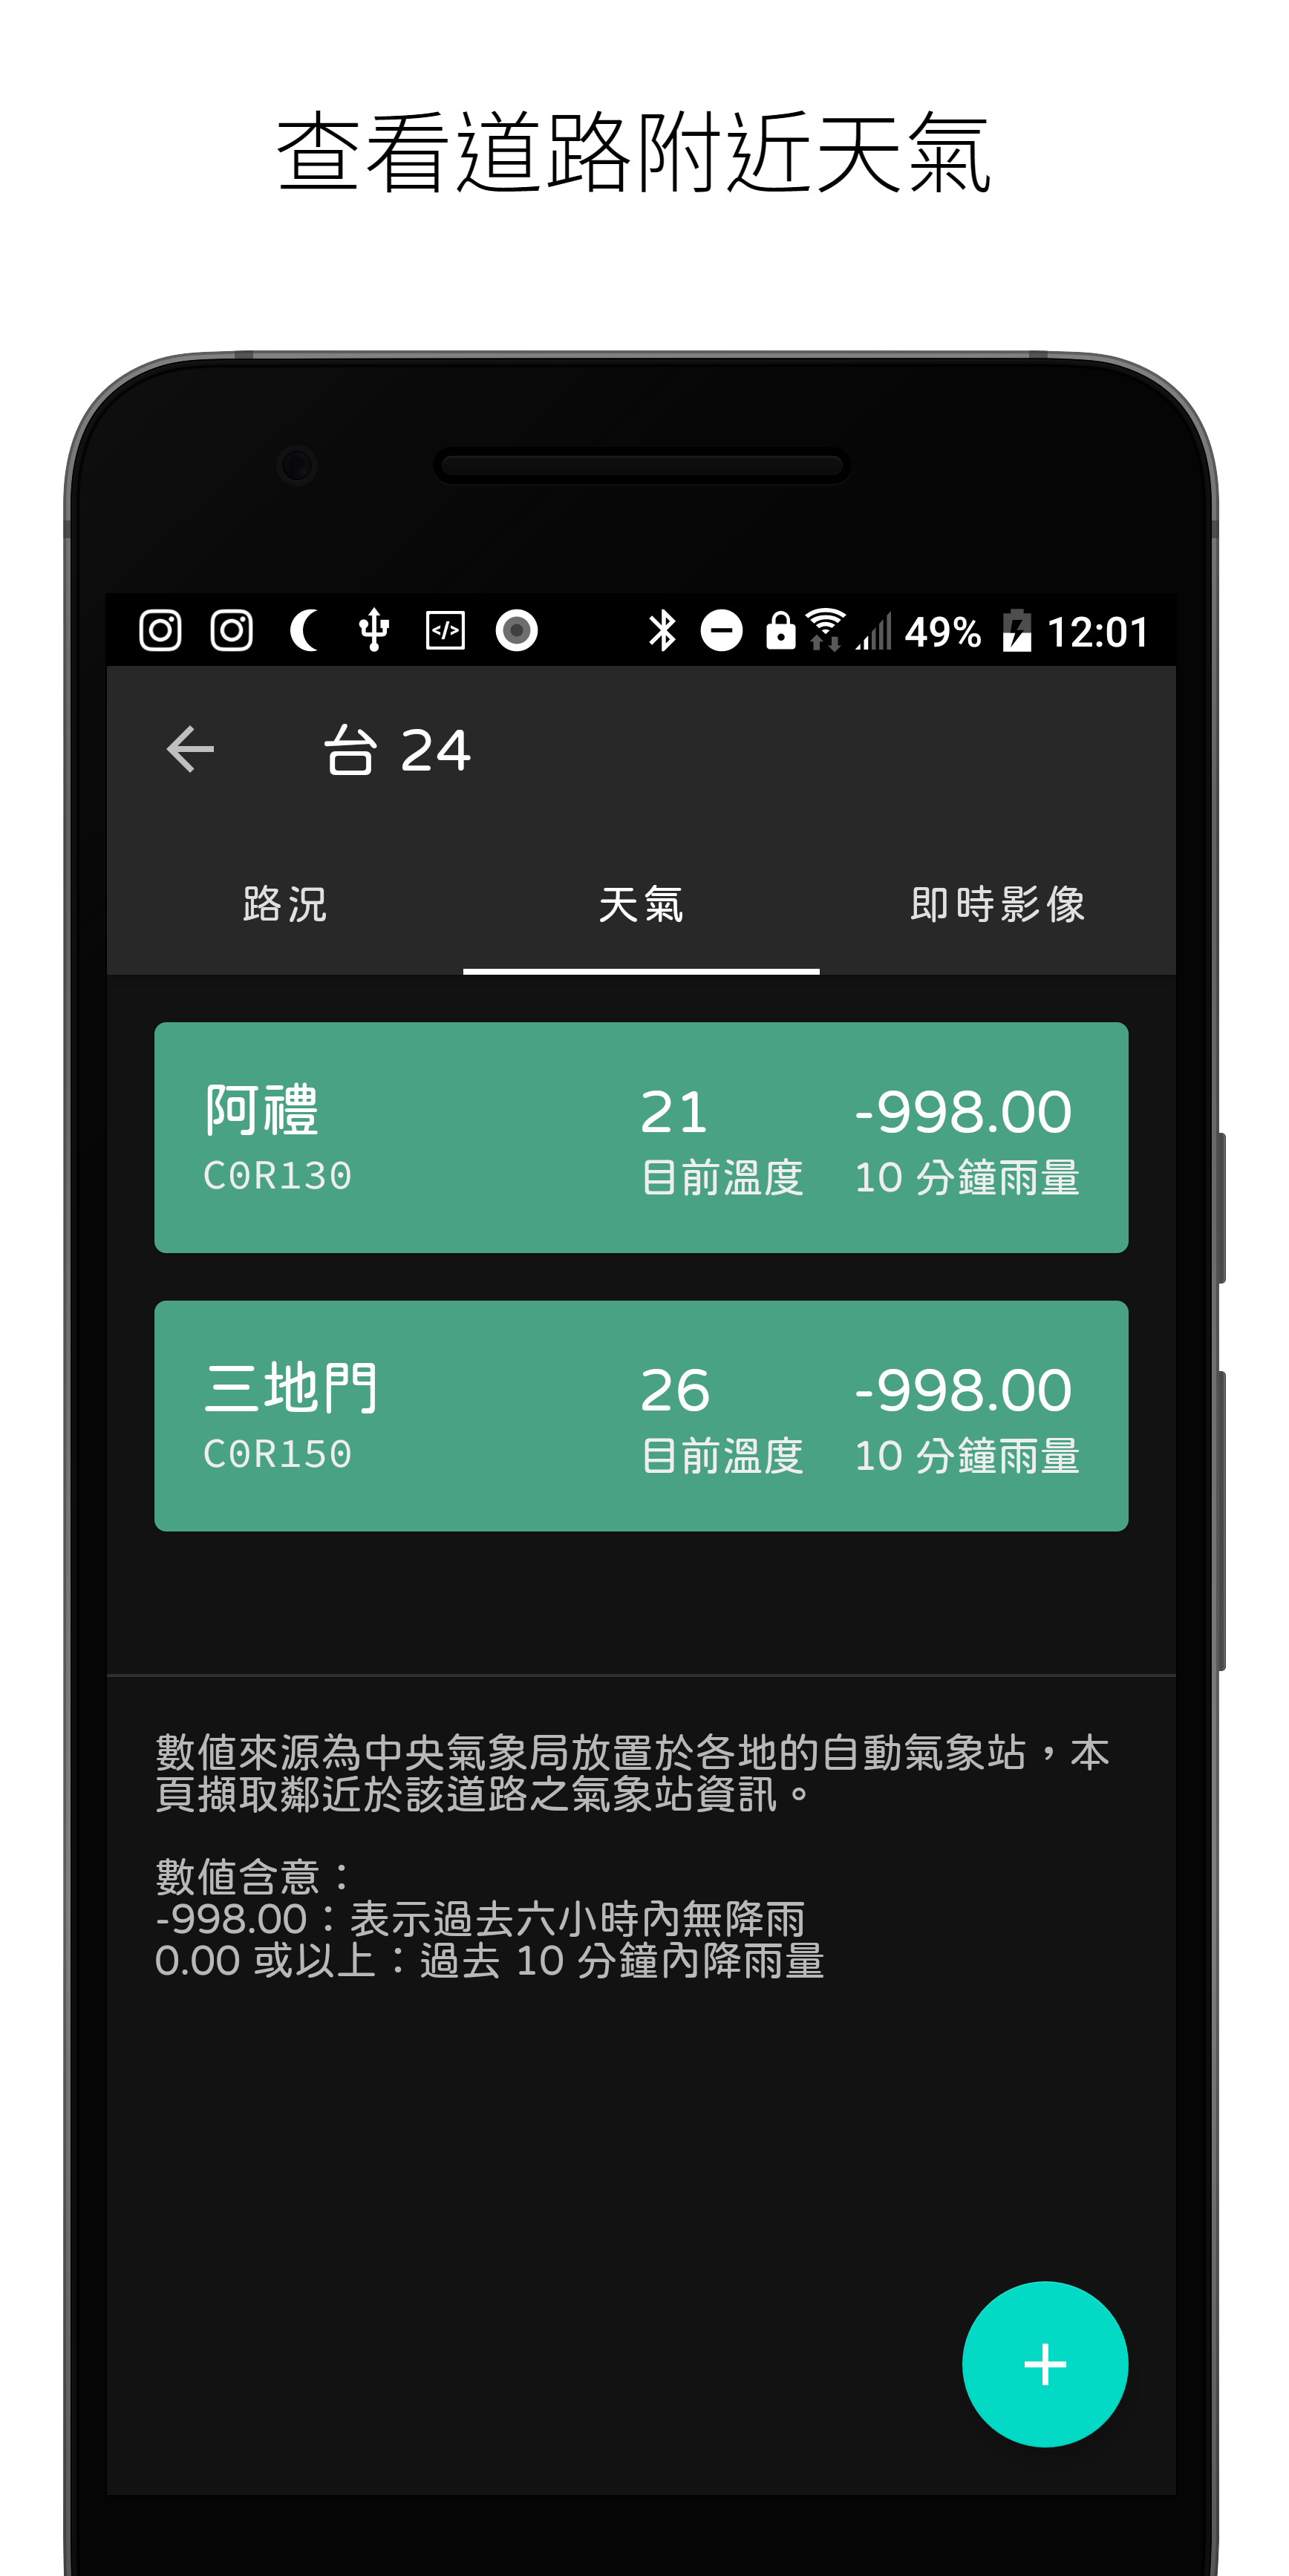 查看道路附近天氣
49% 12:01
台 24
路況 天氣 即時影像
阿禮 21 -998.00
C0R130 目前溫度 10 分鐘雨量
三地門 26 -998.00
C0R150 目前溫度 10 分鐘雨量
數值來源為中央氣象局放置於各地的自動氣象站，本
頁擷取鄰近於該道路之氣象站資訊。
數值含意：
-998.00：表示過去六小時內無降雨
0.00 或以上：過去 10 分鐘內降雨量